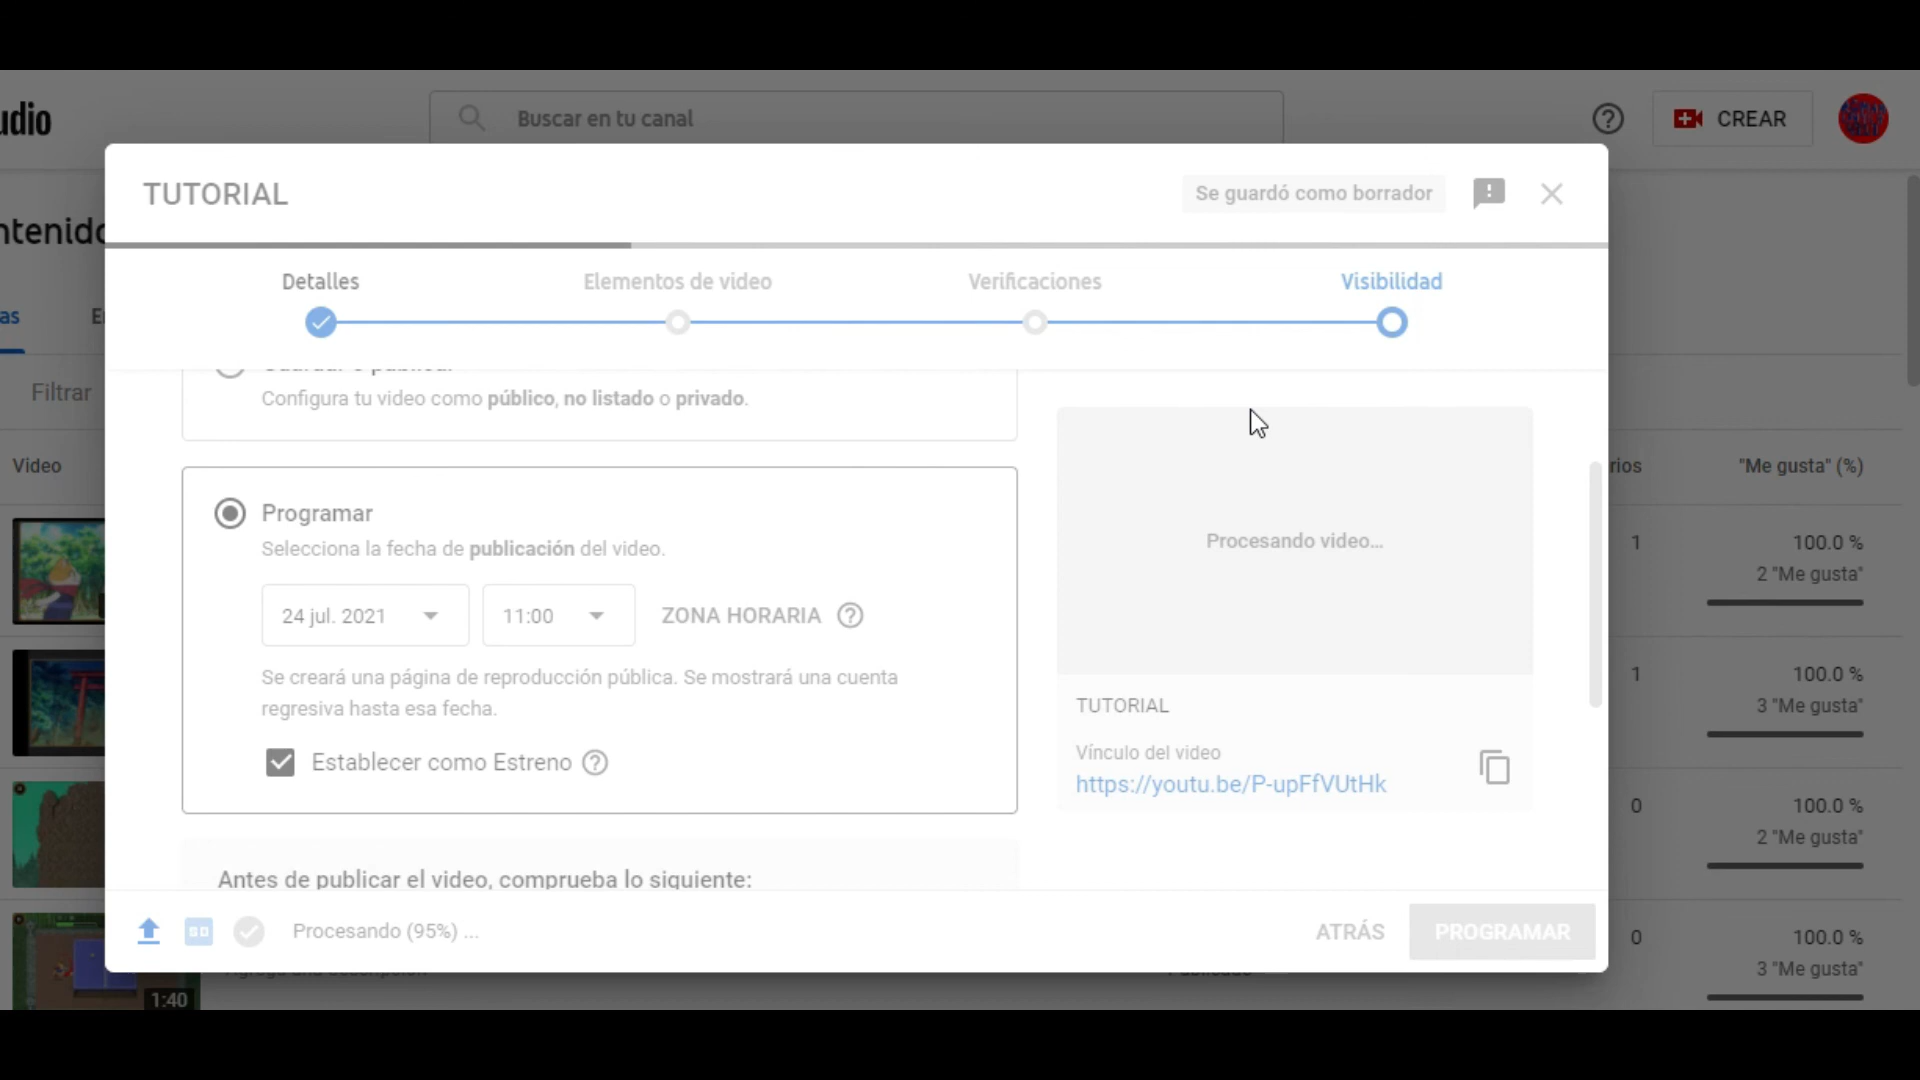 udio
Buscar en tu canal
CREAR
ntenido
TUTORIAL
Se guardó como borrador
Detalles
Elementos de video
Verificaciones
Visibilidad
as
Filtrar
Configura tu video como público, no listado o privado.
Video
rios
"Me gusta" (%)
Programar
Selecciona la fecha de publicación del video.
24 jul. 2021
11:00
ZONA HORARIA
Se creará una página de reproducción pública. Se mostrará una cuenta
regresiva hasta esa fecha.
Establecer como Estreno
Procesando video...
TUTORIAL
Vínculo del video
https://youtu.be/P-upFfVUtHk
1
100.0 %
2 "Me gusta"
1
100.0 %
3 "Me gusta"
0
100.0 %
2 "Me gusta"
0
100.0 %
3 "Me gusta"
Antes de publicar el video, comprueba lo siguiente:
SD
Procesando (95%) ...
ATRÁS
PROGRAMAR
1:40